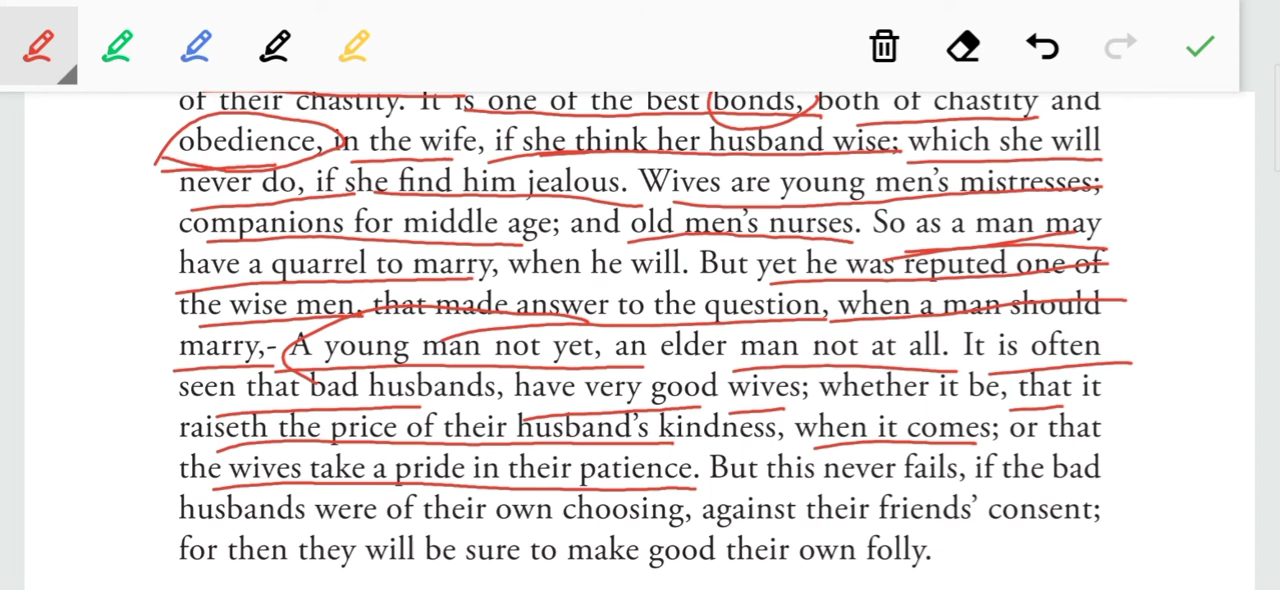 of their chastity. It is one of the best bonds, both of chastity and
obedience, in the wife, if she think her husband wise; which she will
never do, if she find him jealous. Wives are young men’s mistresses;
companions for middle age; and old men’s nurses. So as a man may
have a quarrel to marry, when he will. But yet he was reputed one of
the wise men, that made answer to the question, when a man should
marry,- A young man not yet, an elder man not at all. It is often
seen that bad husbands, have very good wives; whether it be, that it
raiseth the price of their husband’s kindness, when it comes; or that
the wives take a pride in their patience. But this never fails, if the bad
husbands were of their own choosing, against their friends’ consent;
for then they will be sure to make good their own folly.